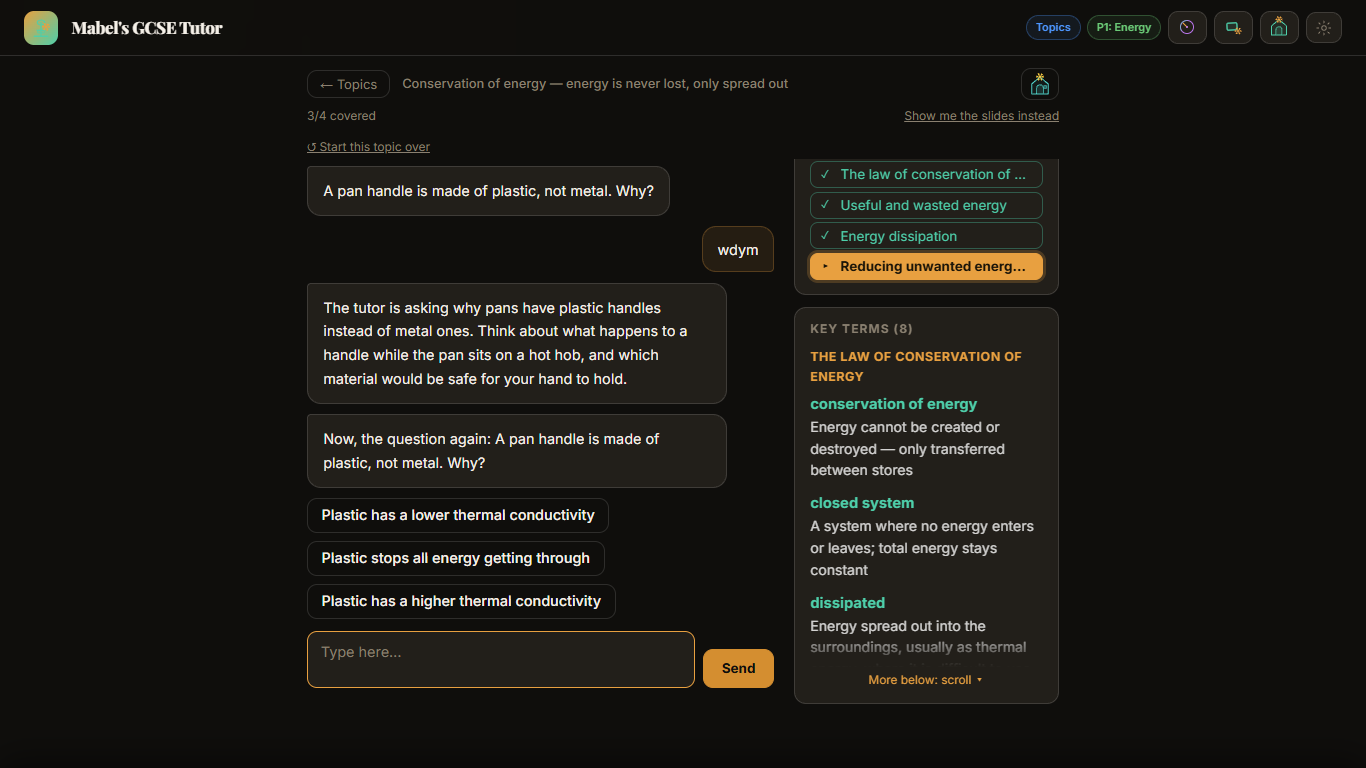 Mabel's GCSE Tutor
Topics
P1: Energy
← Topics
Conservation of energy — energy is never lost, only spread out
3/4 covered
Show me the slides instead
↺ Start this topic over
A pan handle is made of plastic, not metal. Why?
wdym
The tutor is asking why pans have plastic handles
instead of metal ones. Think about what happens to a
handle while the pan sits on a hot hob, and which
material would be safe for your hand to hold.
Now, the question again: A pan handle is made of
plastic, not metal. Why?
Plastic has a lower thermal conductivity
Plastic stops all energy getting through
Plastic has a higher thermal conductivity
Type here...
Send
✓ The law of conservation of ...
✓ Useful and wasted energy
✓ Energy dissipation
▸ Reducing unwanted energ...
KEY TERMS (8)
THE LAW OF CONSERVATION OF
ENERGY
conservation of energy
Energy cannot be created or
destroyed — only transferred
between stores
closed system
A system where no energy enters
or leaves; total energy stays
constant
dissipated
Energy spread out into the
surroundings, usually as thermal
More below: scroll ▾